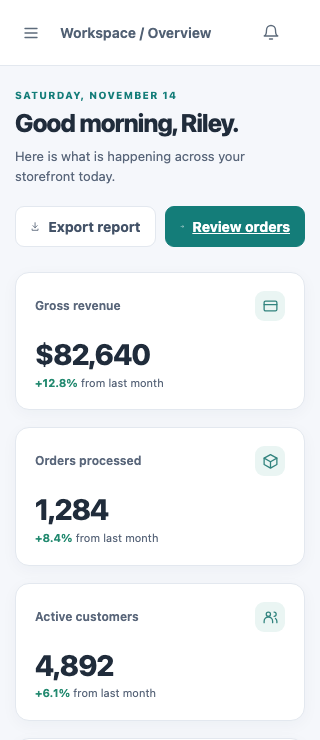 Workspace / Overview
SATURDAY, NOVEMBER 14
Good morning, Riley.
Here is what is happening across your
storefront today.
Export report
Review orders
Gross revenue
$82,640
+12.8% from last month
Orders processed
1,284
+8.4% from last month
Active customers
4,892
+6.1% from last month